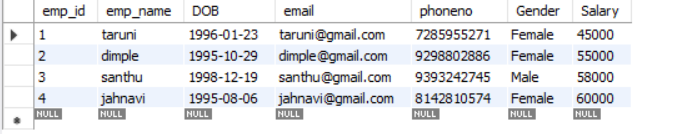 emp_id emp_name DOB email phoneno Gender Salary
1 taruni 1996-01-23 taruni@gmail.com 7285955271 Female 45000
2 dimple 1995-10-29 dimple@gmail.com 9298802886 Female 55000
3 santhu 1998-12-19 santhu@gmail.com 9393242745 Male 58000
4 jahnavi 1995-08-06 jahnavi@gmail.com 8142810574 Female 60000
NULL NULL NULL NULL NULL NULL NULL